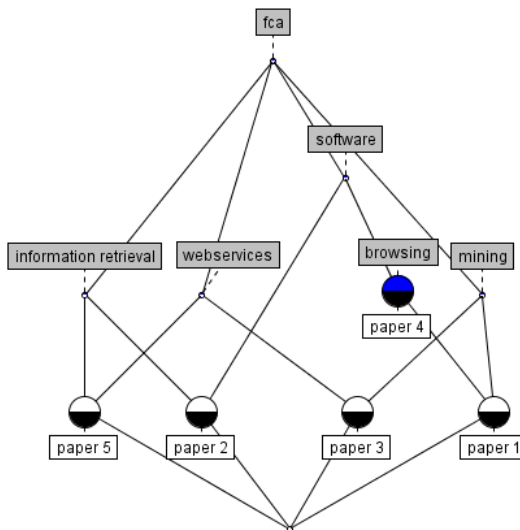 fca
software
information retrieval
webservices
browsing
mining
paper 4
paper 5
paper 2
paper 3
paper 1